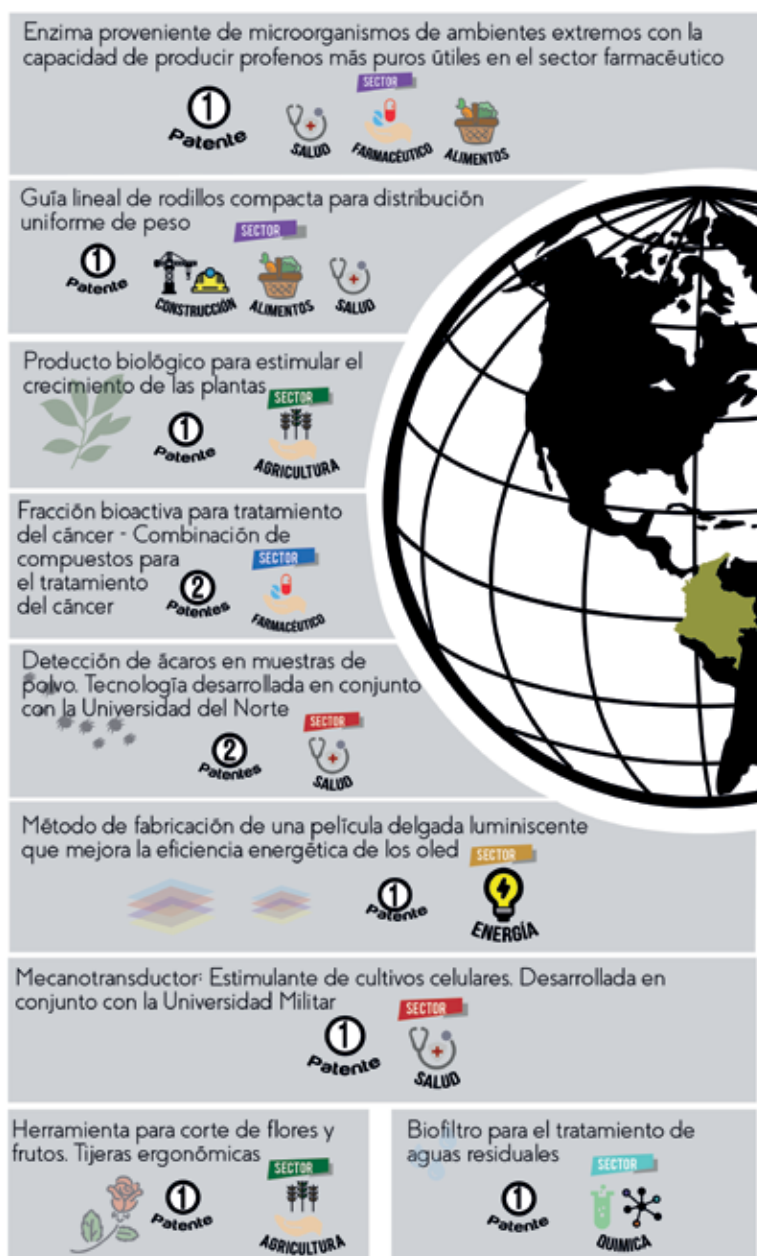 Enzima proveniente de microorganismos de ambientes extremos con la
capacidad de producir profenos más puros útiles en el sector farmacéutico
SECTOR
1
Patente
SALUD
FARMACÉUTICO
ALIMENTOS
Guía lineal de rodillos compacta para distribución
uniforme de peso
SECTOR
1
Patente
CONSTRUCCIÓN
ALIMENTOS
SALUD
Producto biológico para estimular el
crecimiento de las plantas
SECTOR
1
Patente
AGRICULTURA
Fracción bioactiva para tratamiento
del cáncer - Combinación de
compuestos para
el tratamiento
del cáncer
SECTOR
2
Patentes
FARMACÉUTICO
Detección de ácaros en muestras de
polvo. Tecnología desarrollada en conjunto
con la Universidad del Norte
SECTOR
2
Patentes
SALUD
Método de fabricación de una película delgada luminiscente
que mejora la eficiencia energética de los oled
SECTOR
1
Patente
ENERGÍA
Mecanotransductor: Estimulante de cultivos celulares. Desarrollada en
conjunto con la Universidad Militar
SECTOR
1
Patente
SALUD
Herramienta para corte de flores y
frutos. Tijeras ergonómicas
SECTOR
1
Patente
AGRICULTURA
Biofiltro para el tratamiento de
aguas residuales
SECTOR
1
Patente
QUIMICA